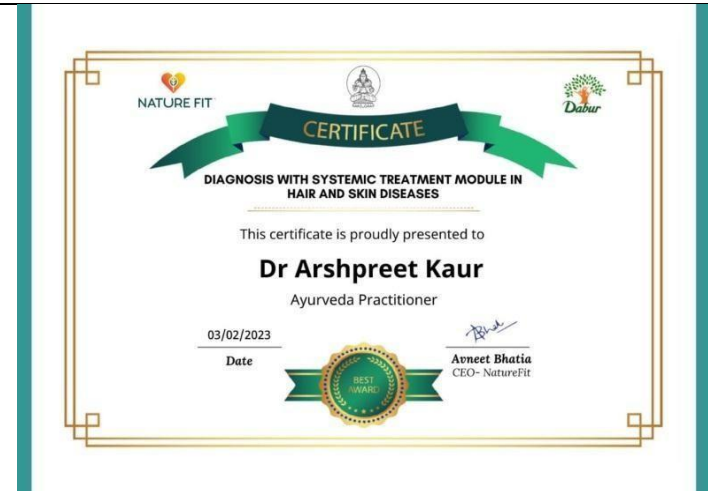 NATURE FIT
Dabur
CERTIFICATE
DIAGNOSIS WITH SYSTEMIC TREATMENT MODULE IN
HAIR AND SKIN DISEASES
This certificate is proudly presented to
Dr Arshpreet Kaur
Ayurveda Practitioner
03/02/2023
Date
Avneet Bhatia
CEO- NatureFit
BEST
AWARD